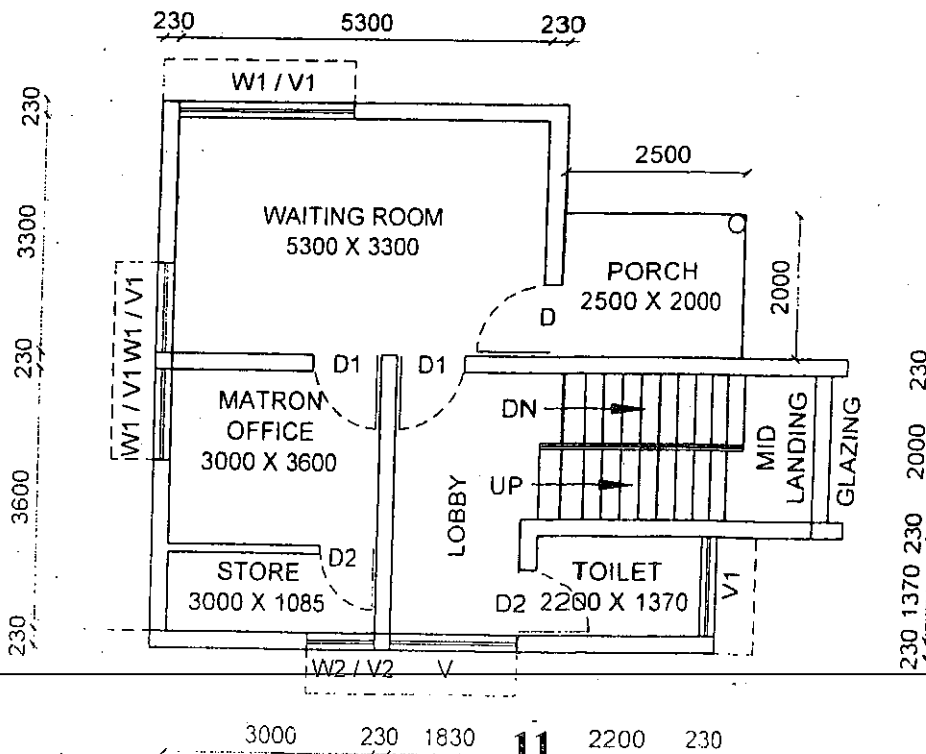 230 5300 230
W1 / V1
230
2500
WAITING ROOM
5300 X 3300
3300
PORCH
2500 X 2000
2000
W1 / V1 W1 / V1
D
230
D1 D1
230
MATRON
OFFICE
3000 X 3600
DN
MID
LANDING
GLAZING
2000
3600
UP
LOBBY
230
D2
STORE
3000 X 1085
TOILET
2200 X 1370
D2
V1
1370
230
230
W2 / V2 V
3000 230 1830 11 2200 230